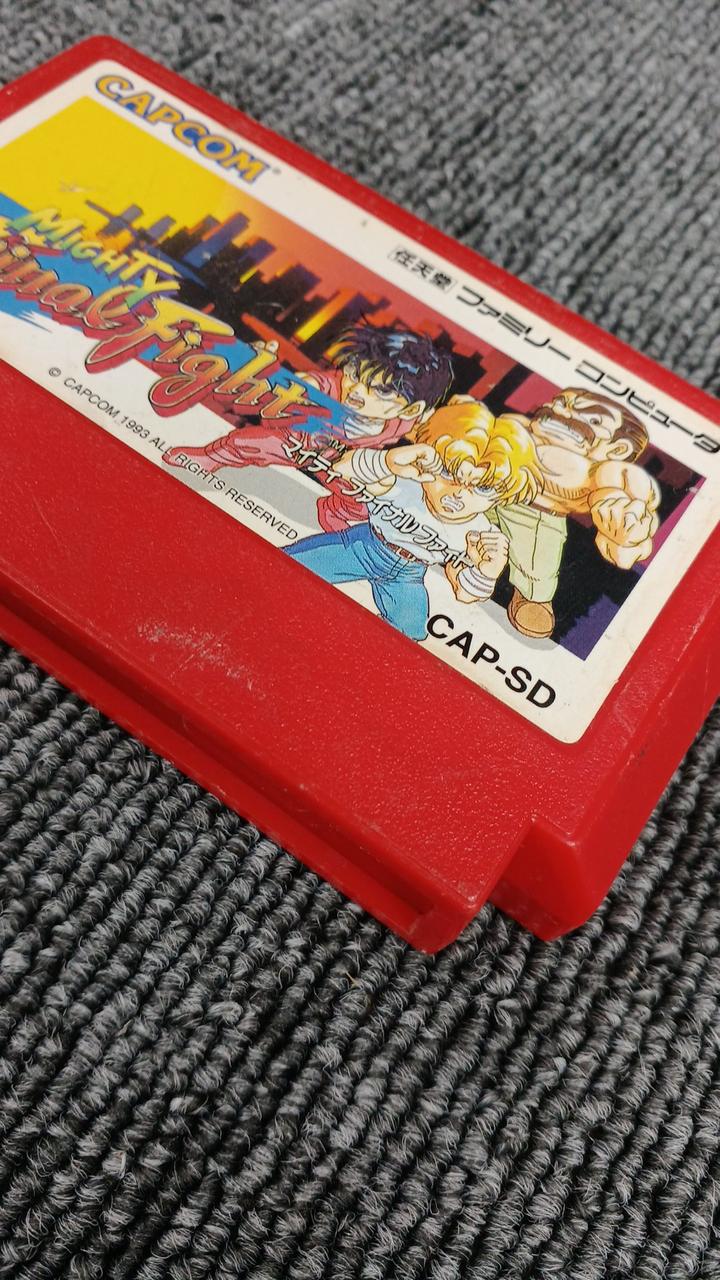 CAPCOM®
任天堂 ファミリー コンピュータ
MIGHTY
Final Fight
TM
マイティ ファイナルファイト
© CAPCOM 1993 ALL RIGHTS RESERVED
CAP-SD